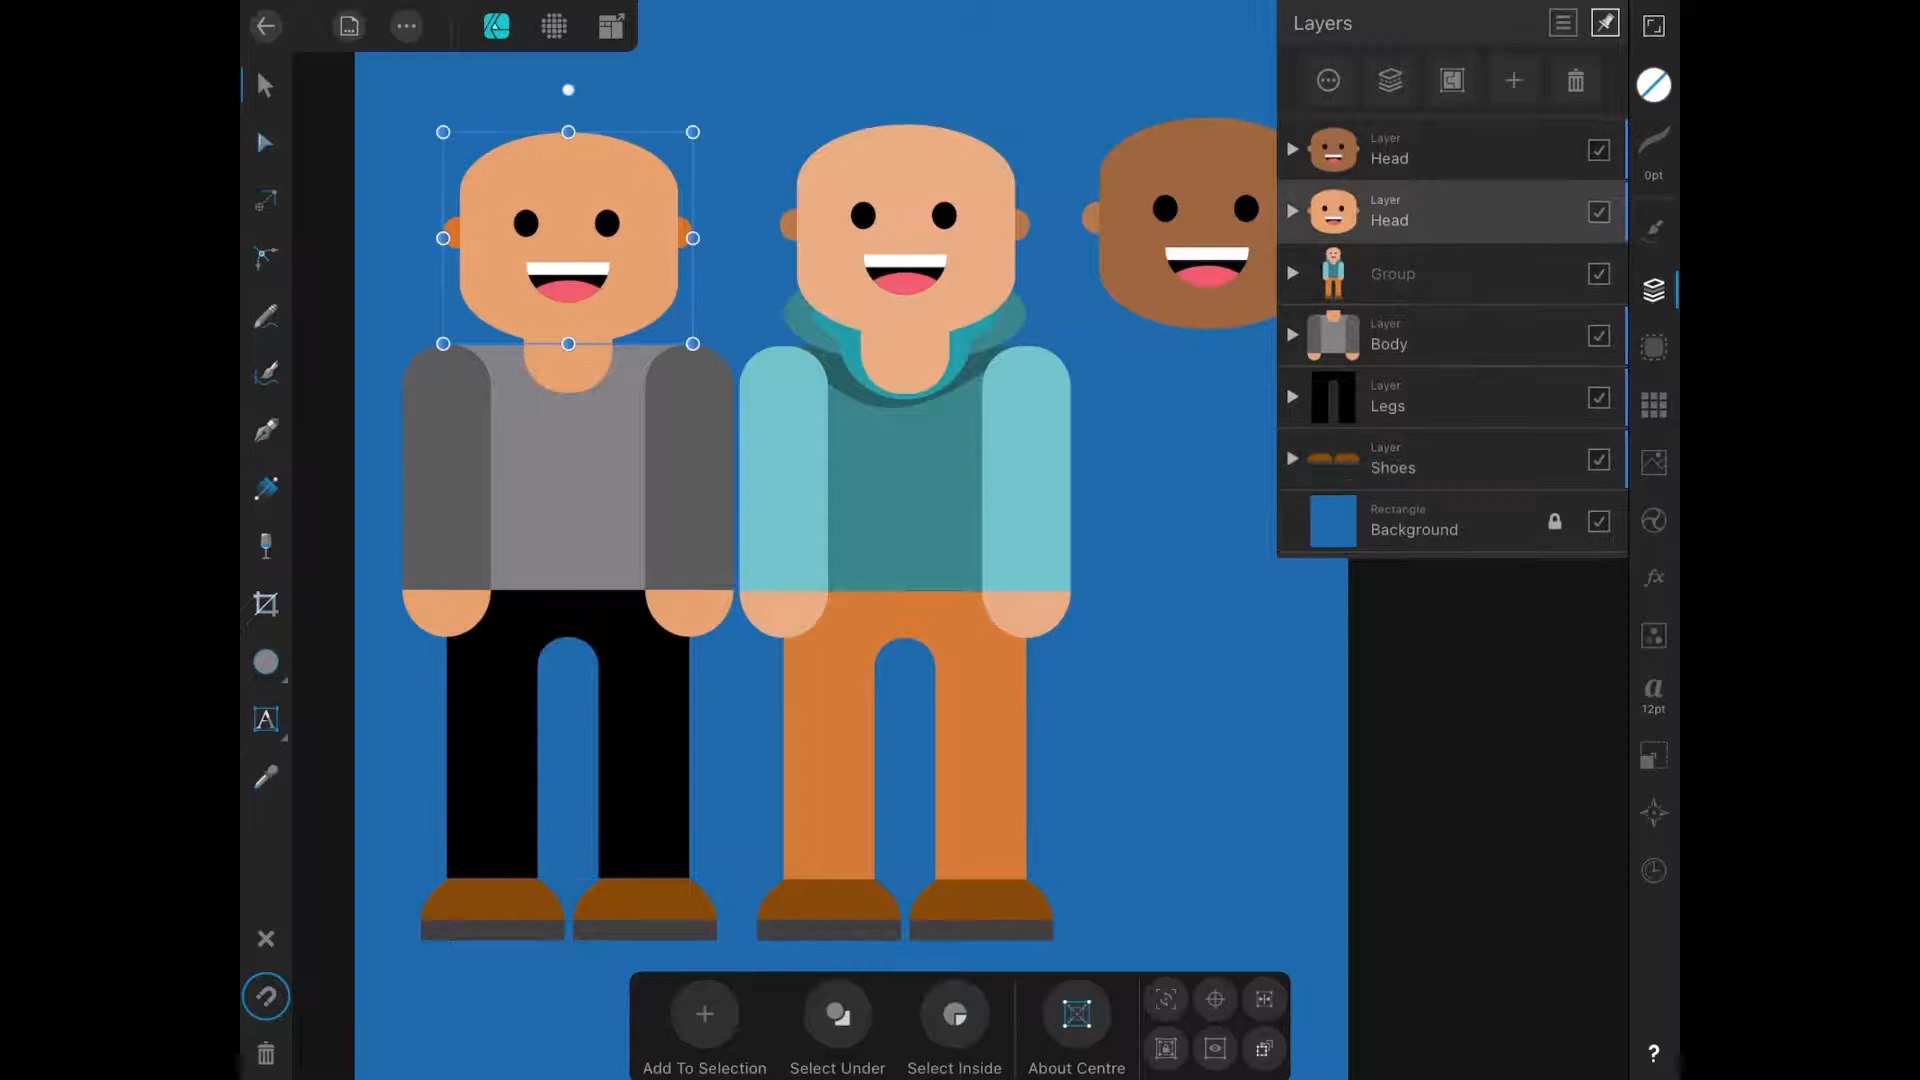 Layers
Layer
Head
0pt
Layer
Head
Group
Layer
Body
Layer
Legs
Layer
Shoes
Rectangle
Background
fx
a
12pt
A
Add To Selection
Select Under
Select Inside
About Centre
?